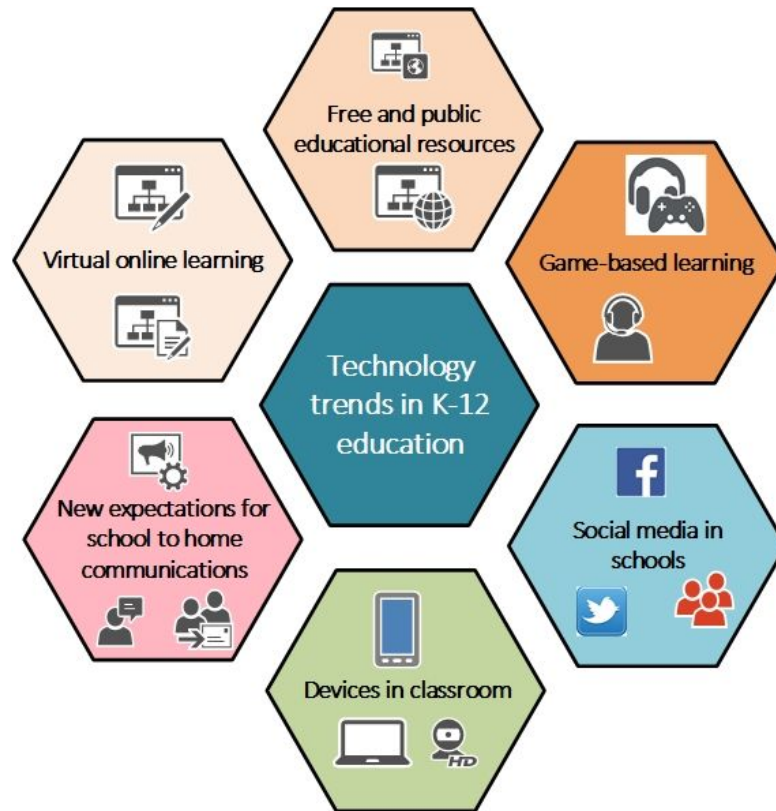 Free and public
educational resources
Virtual online learning
Game-based learning
Technology
trends in K-12
education
New expectations for
school to home
communications
Social media in
schools
Devices in classroom
HD